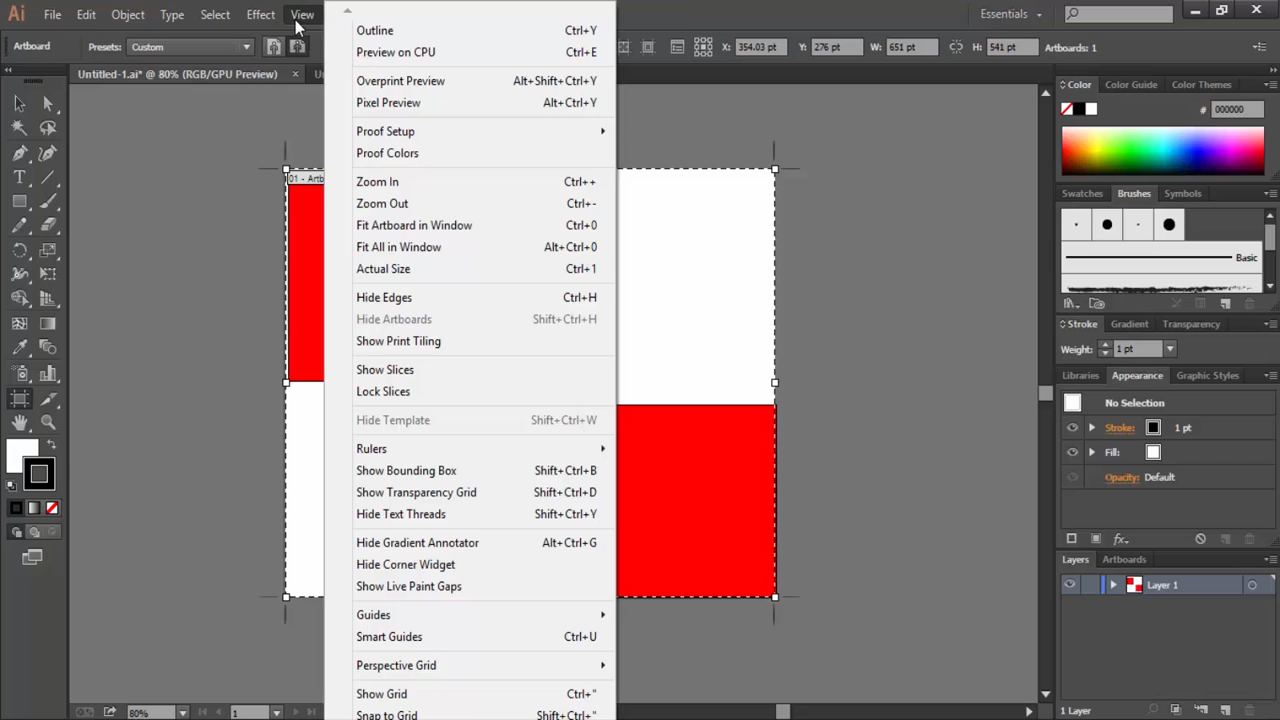 Ai File Edit Object Type Select Effect View Essentials
Artboard Presets: Custom X: 354.03 pt Y: 276 pt W: 651 pt H: 541 pt Artboards: 1
Untitled-1.ai* @ 80% (RGB/GPU Preview) × Un
Outline Ctrl+Y
Preview on CPU Ctrl+E
Overprint Preview Alt+Shift+Ctrl+Y
Pixel Preview Alt+Ctrl+Y
Proof Setup
Proof Colors
Zoom In Ctrl++
Zoom Out Ctrl+-
Fit Artboard in Window Ctrl+0
Fit All in Window Alt+Ctrl+0
Actual Size Ctrl+1
Hide Edges Ctrl+H
Hide Artboards Shift+Ctrl+H
Show Print Tiling
Show Slices
Lock Slices
Hide Template Shift+Ctrl+W
Rulers
Show Bounding Box Shift+Ctrl+B
Show Transparency Grid Shift+Ctrl+D
Hide Text Threads Shift+Ctrl+Y
Hide Gradient Annotator Alt+Ctrl+G
Hide Corner Widget
Show Live Paint Gaps
Guides
Smart Guides Ctrl+U
Perspective Grid
Show Grid Ctrl+"
Snap to Grid Shift+Ctrl+"
01 - Artb
Color Color Guide Color Themes
# 000000
Swatches Brushes Symbols
Basic
Stroke Gradient Transparency
Weight: 1 pt
Libraries Appearance Graphic Styles
No Selection
Stroke: 1 pt
Fill:
Opacity: Default
fx
Layers Artboards
Layer 1
1 Layer
80% 1